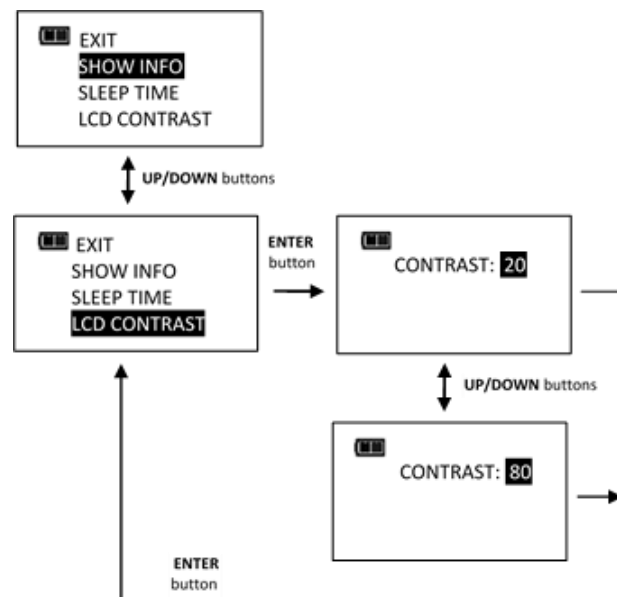 EXIT
SHOW INFO
SLEEP TIME
LCD CONTRAST
UP/DOWN buttons
EXIT
SHOW INFO
SLEEP TIME
LCD CONTRAST
ENTER
button
CONTRAST: 20
UP/DOWN buttons
CONTRAST: 80
ENTER
button